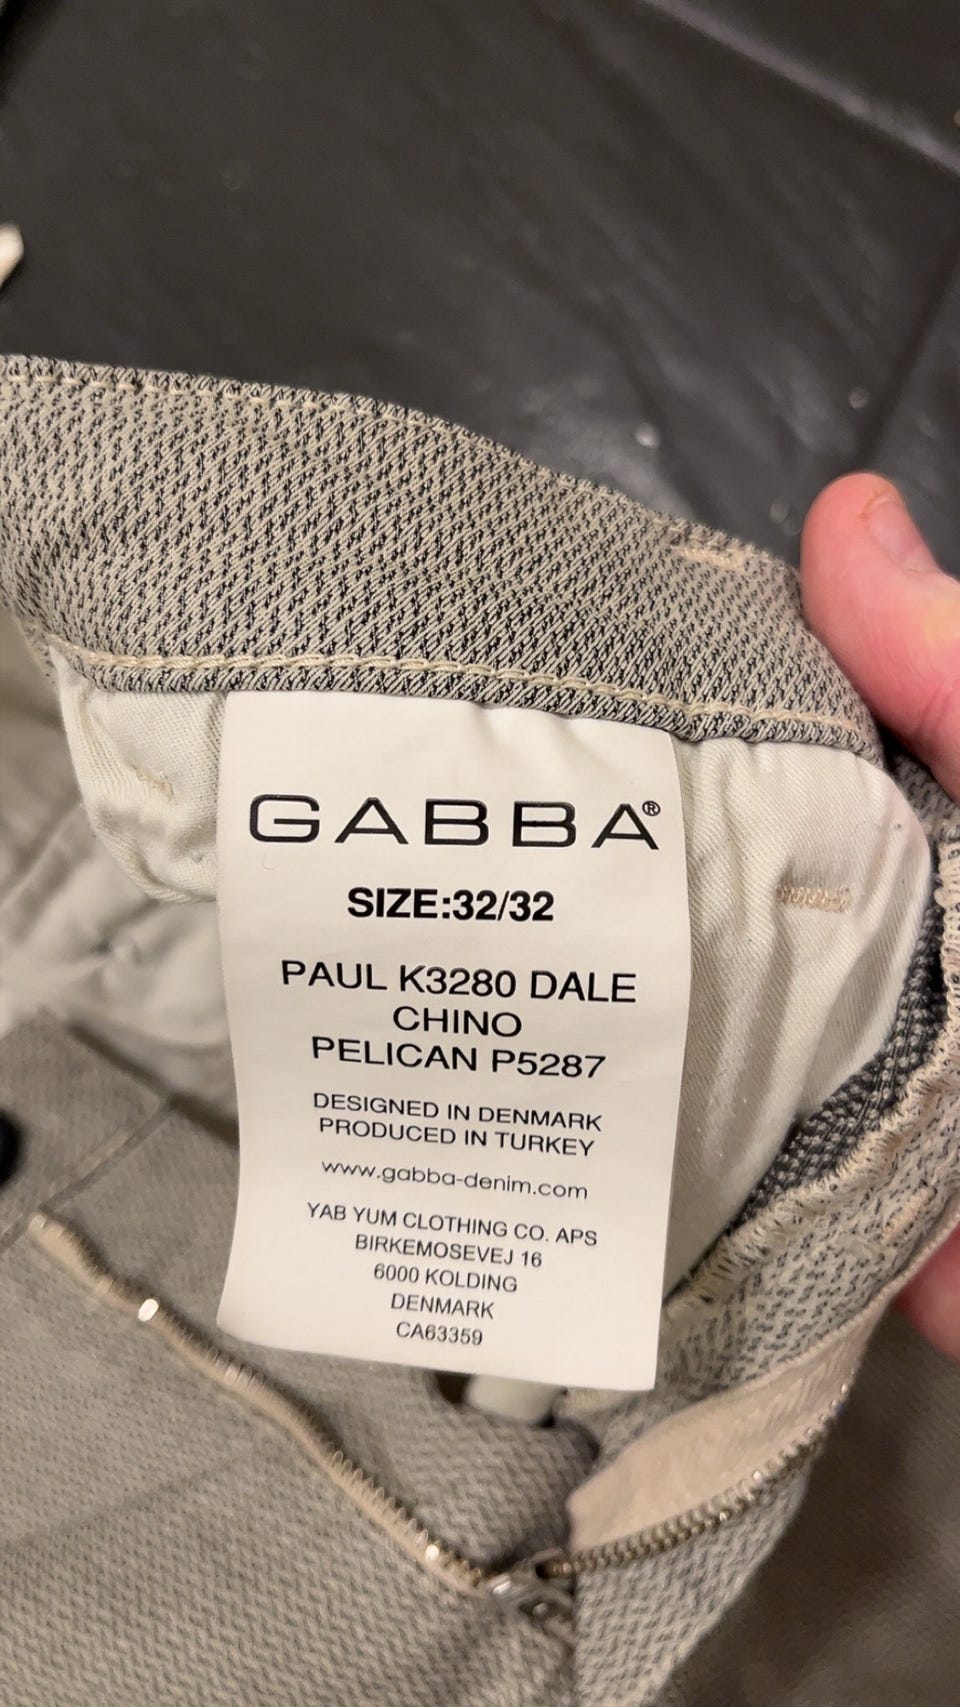 GABBA®
SIZE:32/32
PAUL K3280 DALE
CHINO
PELICAN P5287
DESIGNED IN DENMARK
PRODUCED IN TURKEY
www.gabba-denim.com
YAB YUM CLOTHING CO. APS
BIRKEMOSEVEJ 16
6000 KOLDING
DENMARK
CA63359